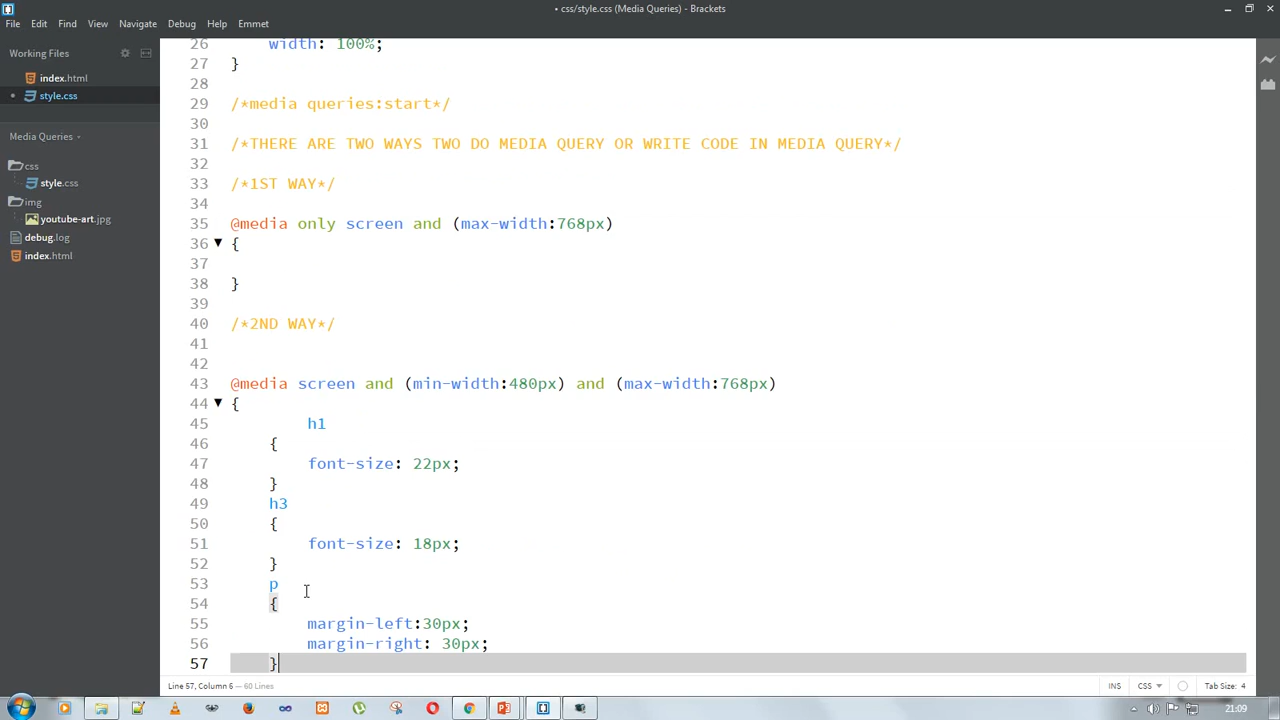 • css/style.css (Media Queries) - Brackets
File Edit Find View Navigate Debug Help Emmet
Working Files
index.html
• style.css
Media Queries
css
style.css
img
youtube-art.jpg
debug.log
index.html
26 width: 100%;
27 }
28
29 /*media queries:start*/
30
31 /*THERE ARE TWO WAYS TWO DO MEDIA QUERY OR WRITE CODE IN MEDIA QUERY*/
32
33 /*1ST WAY*/
34
35 @media only screen and (max-width:768px)
36 {
37
38 }
39
40 /*2ND WAY*/
41
42
43 @media screen and (min-width:480px) and (max-width:768px)
44 {
45 h1
46 {
47 font-size: 22px;
48 }
49 h3
50 {
51 font-size: 18px;
52 }
53 p
54 {
55 margin-left:30px;
56 margin-right: 30px;
57 }
Line 57, Column 6 — 60 Lines INS CSS Tab Size: 4
21:09